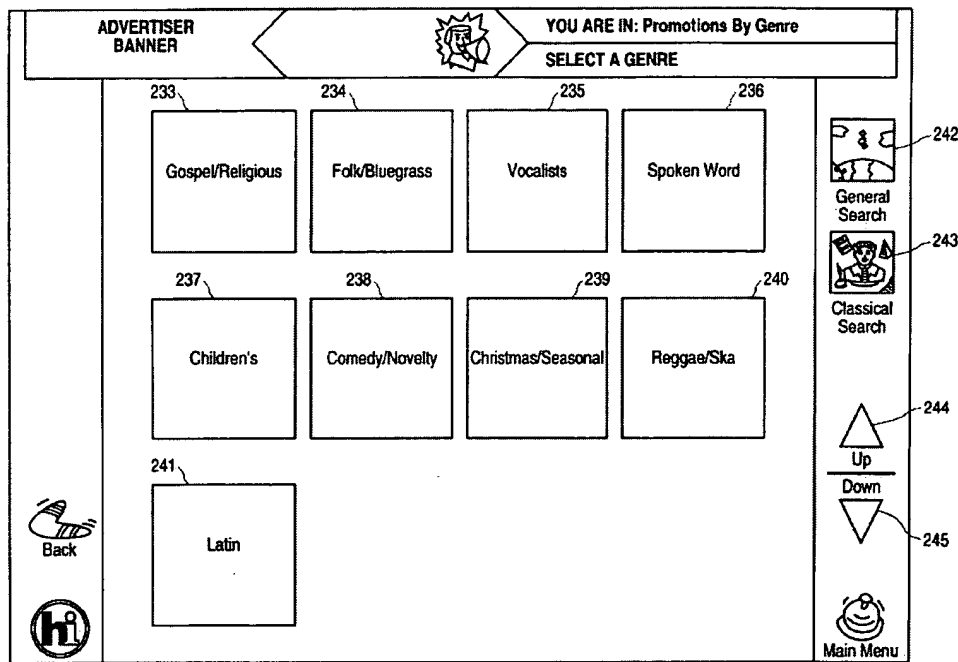 ADVERTISER
BANNER
YOU ARE IN: Promotions By Genre
SELECT A GENRE
233
234
235
236
Gospel/Religious
Folk/Bluegrass
Vocalists
Spoken Word
242
General
Search
243
Classical
Search
237
238
239
240
Children's
Comedy/Novelty
Christmas/Seasonal
Reggae/Ska
244
Up
Down
245
241
Latin
Back
hi
Main Menu